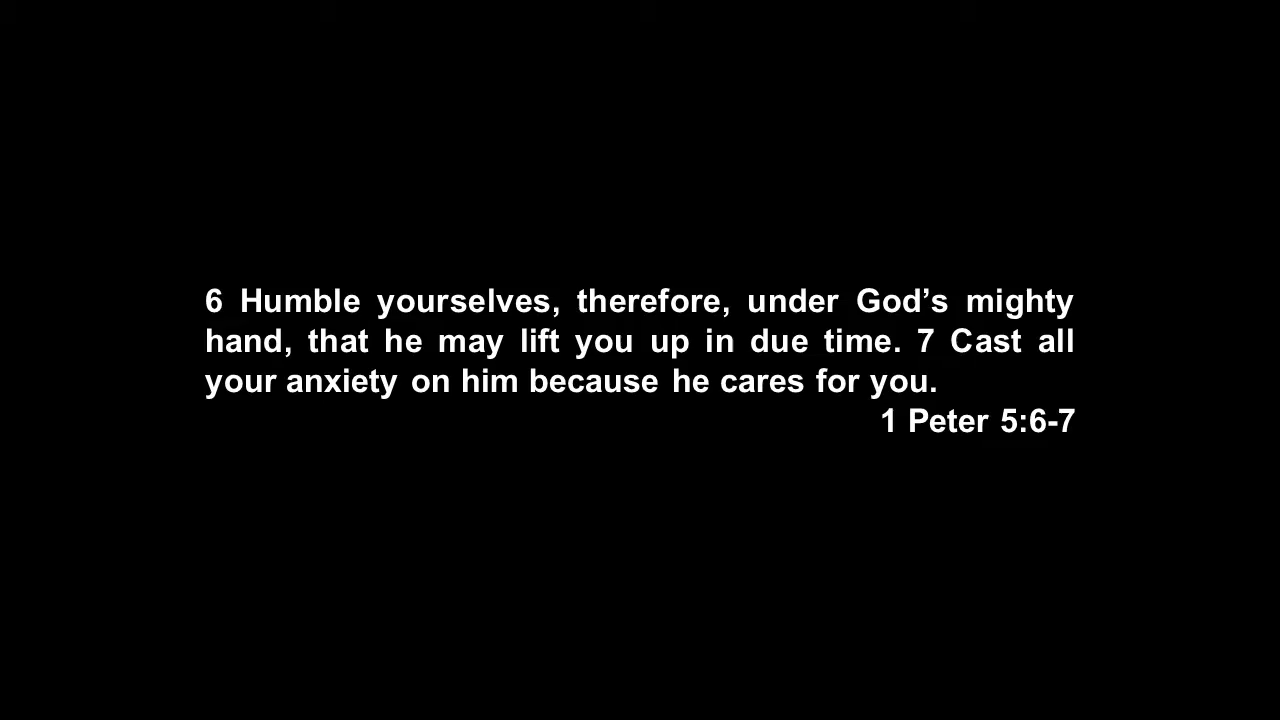 6 Humble yourselves, therefore, under God’s mighty
hand, that he may lift you up in due time. 7 Cast all
your anxiety on him because he cares for you.
1 Peter 5:6-7